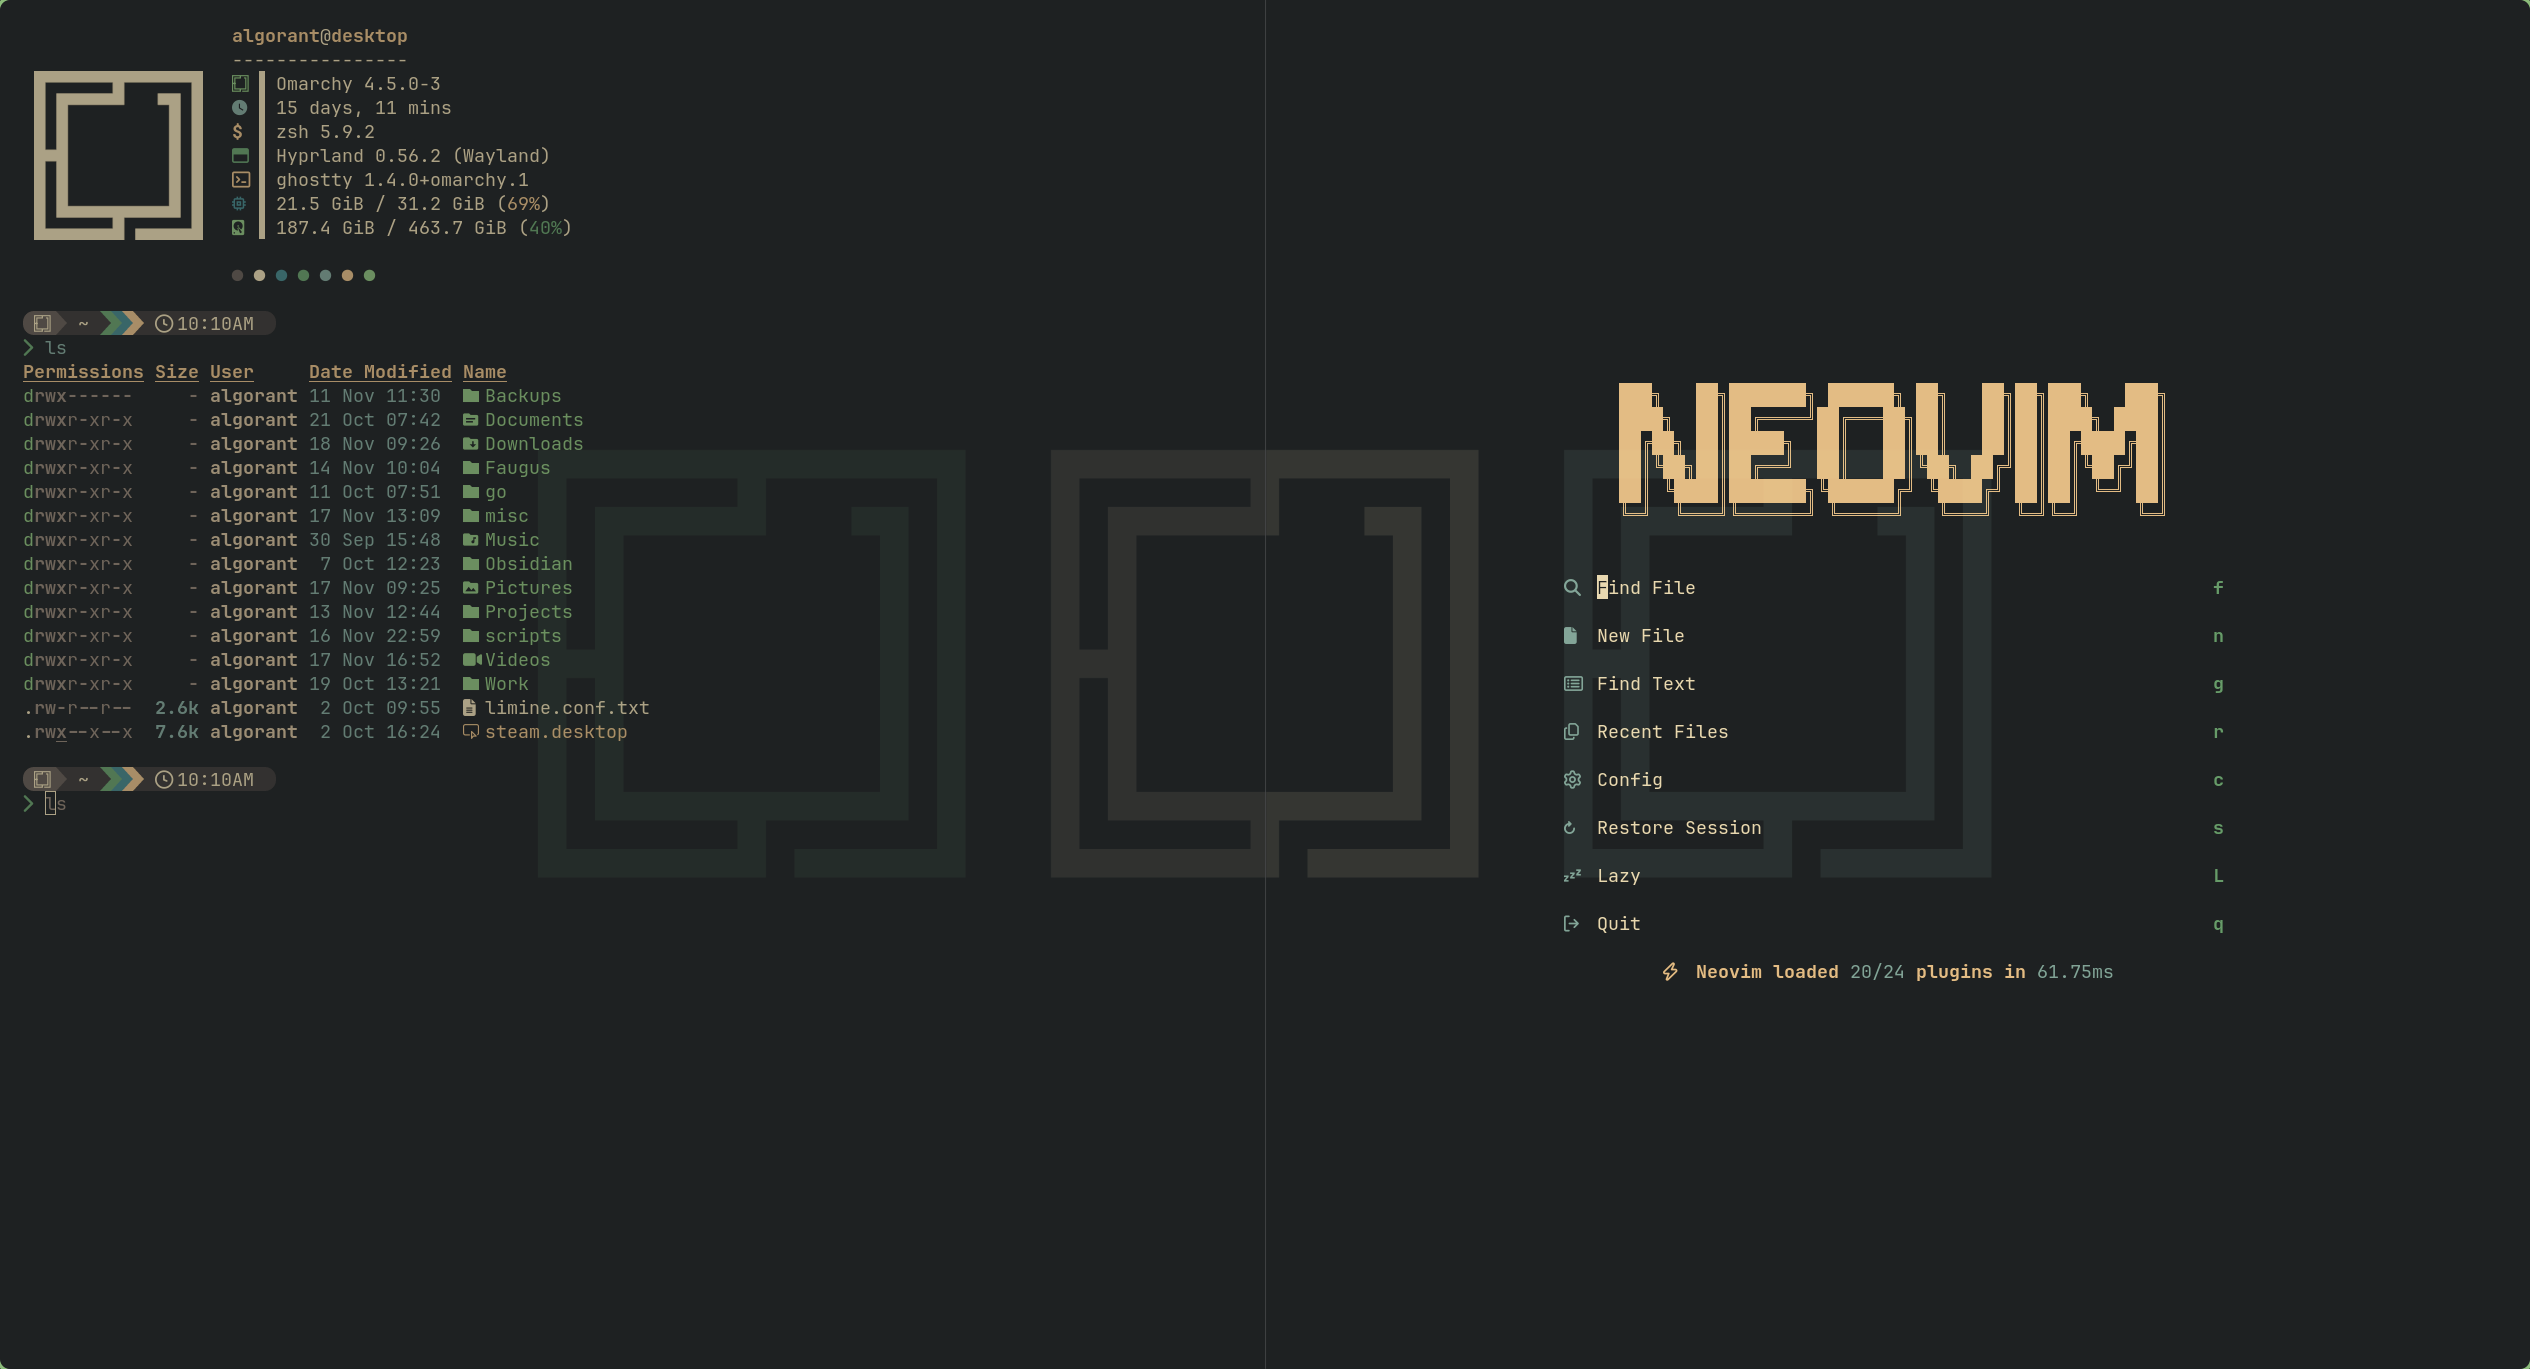 algorant@desktop
----------------
Omarchy 4.5.0-3
15 days, 11 mins
$ zsh 5.9.2
Hyprland 0.56.2 (Wayland)
ghostty 1.4.0+omarchy.1
21.5 GiB / 31.2 GiB (69%)
187.4 GiB / 463.7 GiB (40%)
~ 10:10AM
ls
Permissions Size User Date Modified Name
drwx------ - algorant 11 Nov 11:30 Backups
drwxr-xr-x - algorant 21 Oct 07:42 Documents
drwxr-xr-x - algorant 18 Nov 09:26 Downloads
drwxr-xr-x - algorant 14 Nov 10:04 Faugus
drwxr-xr-x - algorant 11 Oct 07:51 go
drwxr-xr-x - algorant 17 Nov 13:09 misc
drwxr-xr-x - algorant 30 Sep 15:48 Music
drwxr-xr-x - algorant 7 Oct 12:23 Obsidian
drwxr-xr-x - algorant 17 Nov 09:25 Pictures
drwxr-xr-x - algorant 13 Nov 12:44 Projects
drwxr-xr-x - algorant 16 Nov 22:59 scripts
drwxr-xr-x - algorant 17 Nov 16:52 Videos
drwxr-xr-x - algorant 19 Oct 13:21 Work
.rw-r--r-- 2.6k algorant 2 Oct 09:55 limine.conf.txt
.rwx--x--x 7.6k algorant 2 Oct 16:24 steam.desktop
~ 10:10AM
ls
NEOVIM
Find File f
New File n
Find Text g
Recent Files r
Config c
Restore Session s
Lazy L
Quit q
Neovim loaded 20/24 plugins in 61.75ms